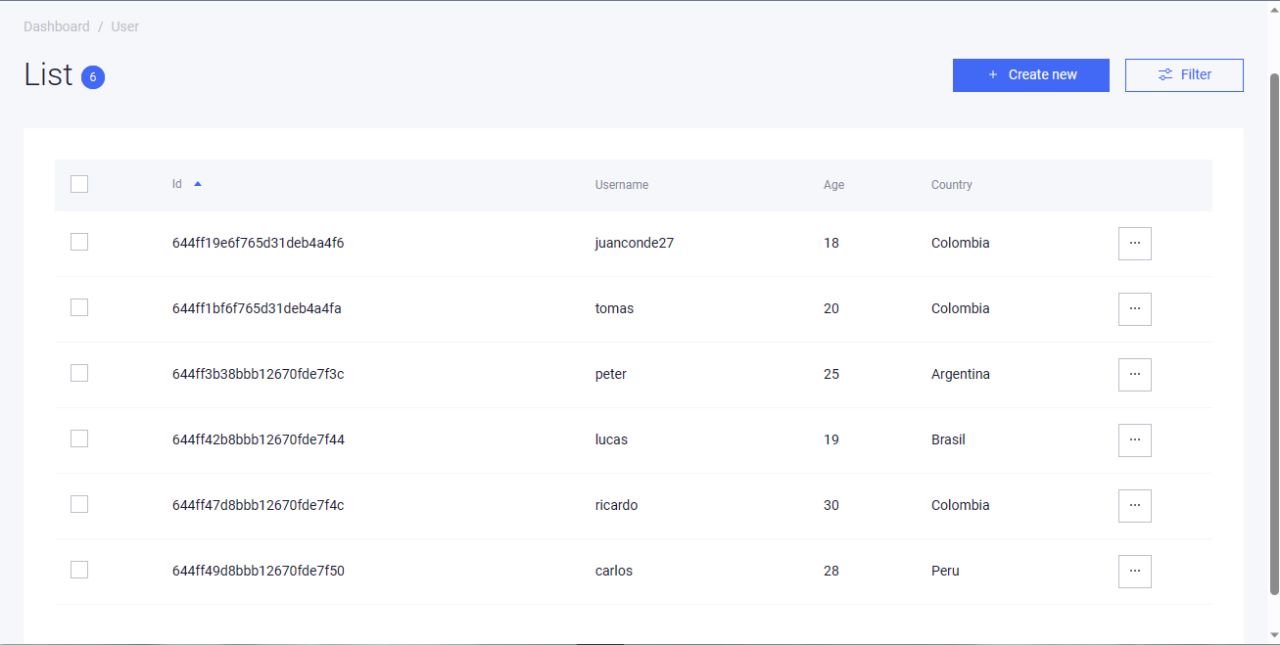 Dashboard / User
List 6
+ Create new Filter
Id Username Age Country
644ff19e6f765d31deb4a4f6 juanconde27 18 Colombia ...
644ff1bf6f765d31deb4a4fa tomas 20 Colombia ...
644ff3b38bbb12670fde7f3c peter 25 Argentina ...
644ff42b8bbb12670fde7f44 lucas 19 Brasil ...
644ff47d8bbb12670fde7f4c ricardo 30 Colombia ...
644ff49d8bbb12670fde7f50 carlos 28 Peru ...